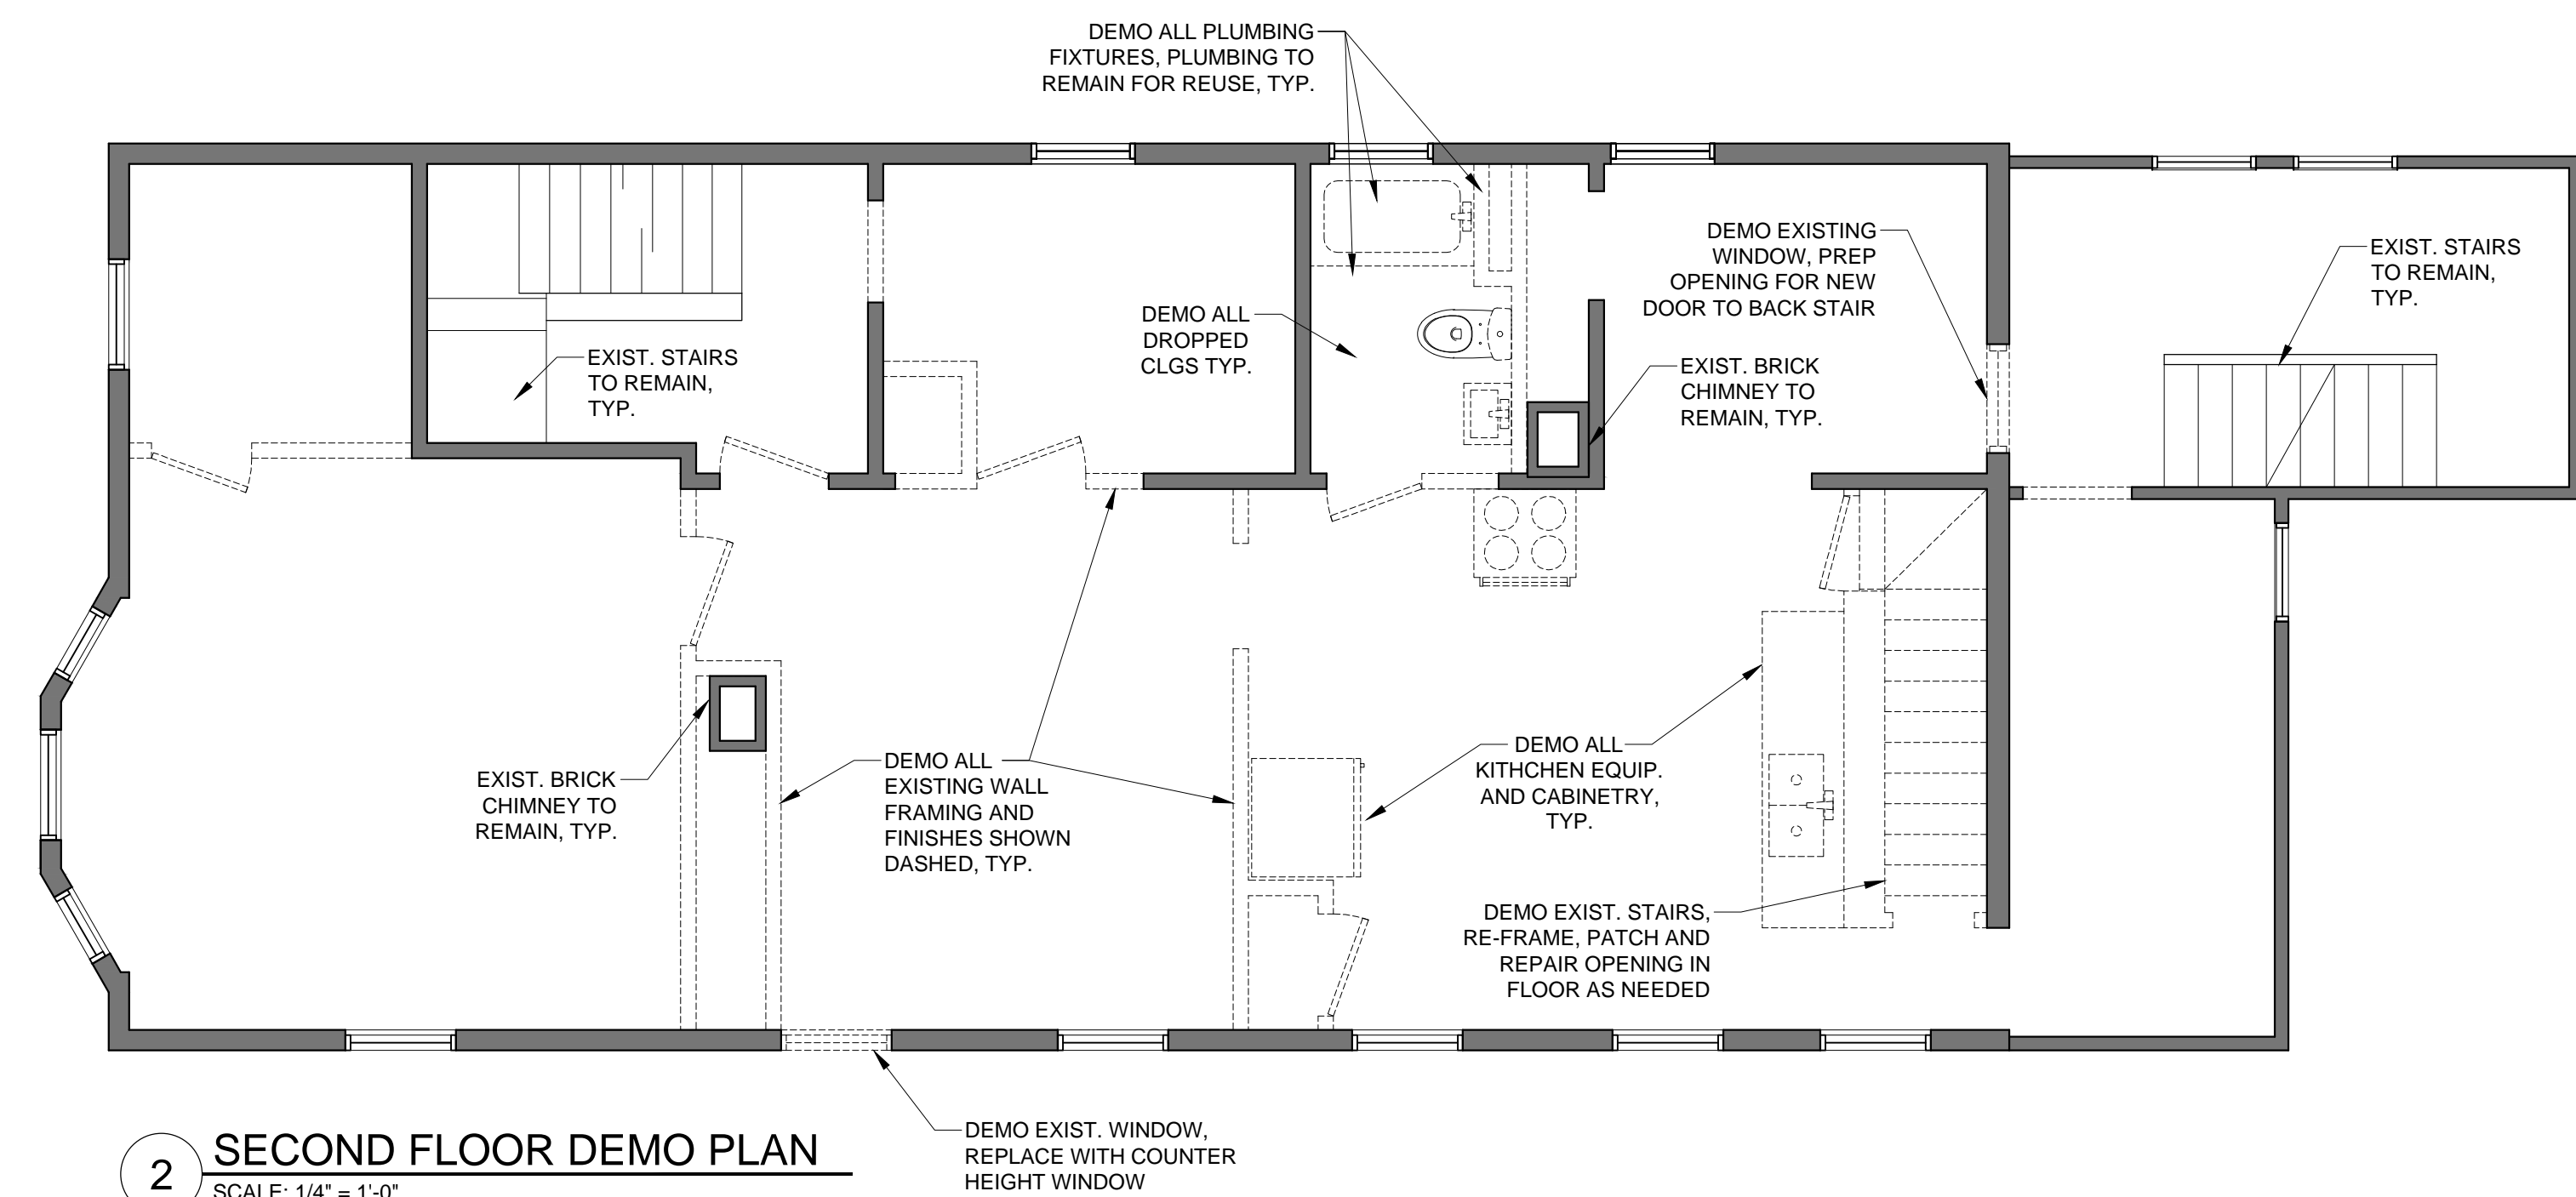 DEMO ALL PLUMBING
FIXTURES, PLUMBING TO
REMAIN FOR REUSE, TYP.
DEMO EXISTING
WINDOW, PREP
OPENING FOR NEW
DOOR TO BACK STAIR
EXIST. STAIRS
TO REMAIN,
TYP.
DEMO ALL
DROPPED
CLGS TYP.
EXIST. STAIRS
TO REMAIN,
TYP.
EXIST. BRICK
CHIMNEY TO
REMAIN, TYP.
EXIST. BRICK
CHIMNEY TO
REMAIN, TYP.
DEMO ALL
EXISTING WALL
FRAMING AND
FINISHES SHOWN
DASHED, TYP.
DEMO ALL
KITHCHEN EQUIP.
AND CABINETRY,
TYP.
DEMO EXIST. STAIRS,
RE-FRAME, PATCH AND
REPAIR OPENING IN
FLOOR AS NEEDED
DEMO EXIST. WINDOW,
REPLACE WITH COUNTER
HEIGHT WINDOW
2
SECOND FLOOR DEMO PLAN
SCALE: 1/4" = 1'-0"